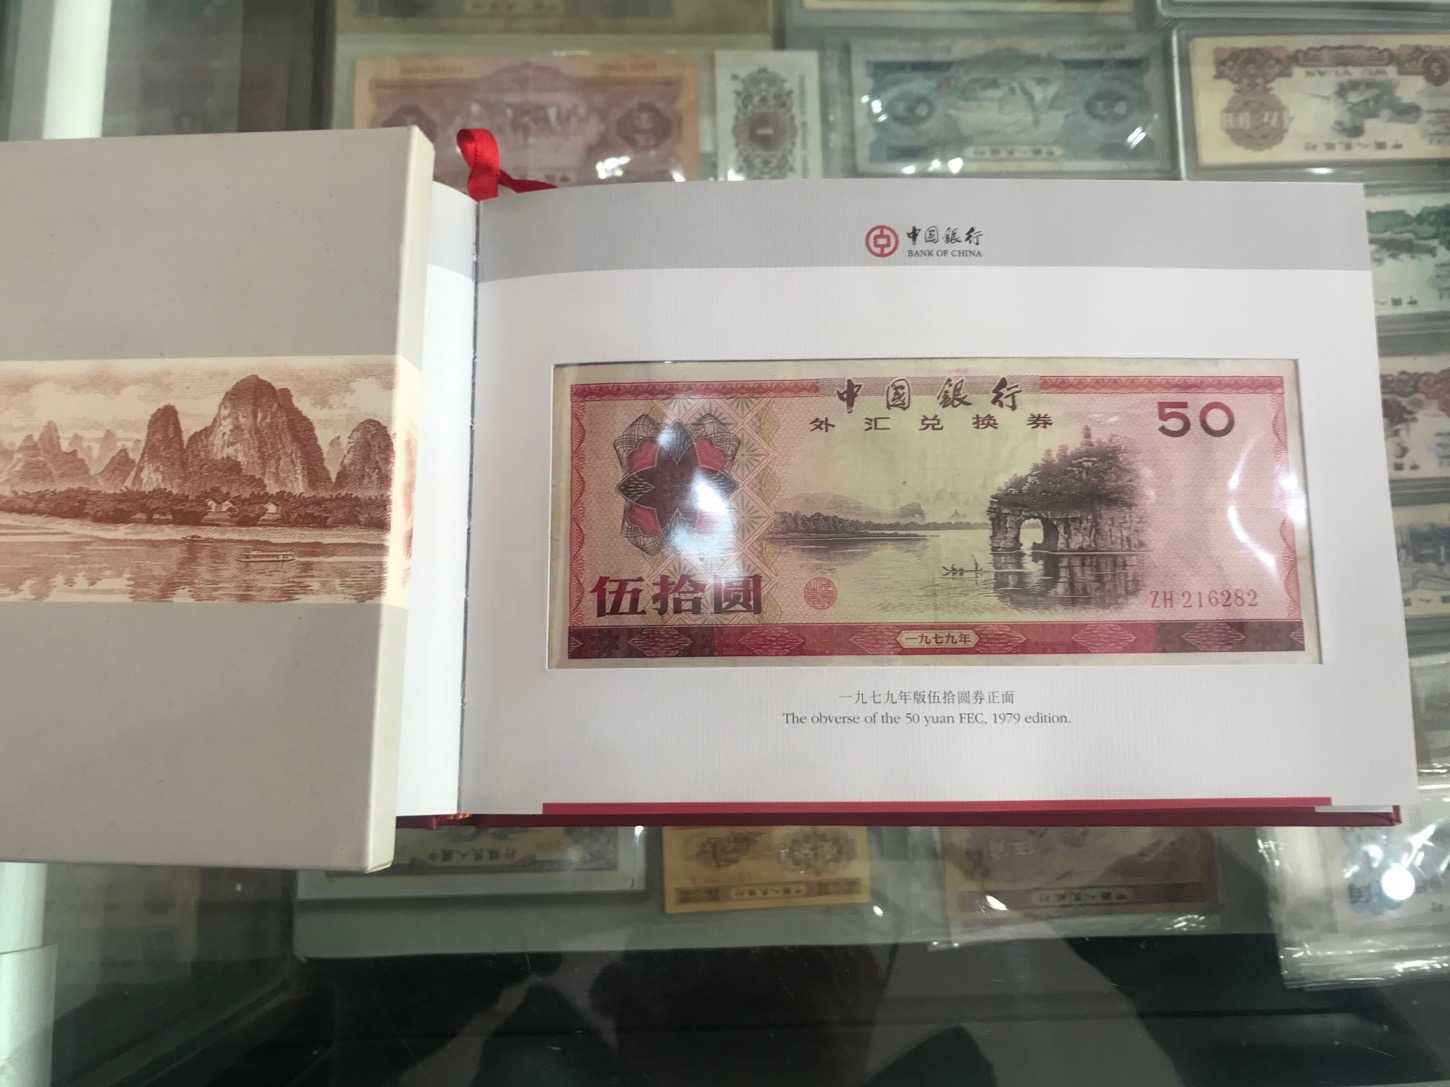 WU YUAN
中国银行
BANK OF CHINA
中国银行
外汇兑换券
50
伍拾圆
ZH 216282
一九七九年
一九七九年版伍拾圆券正面
The obverse of the 50 yuan FEC, 1979 edition.